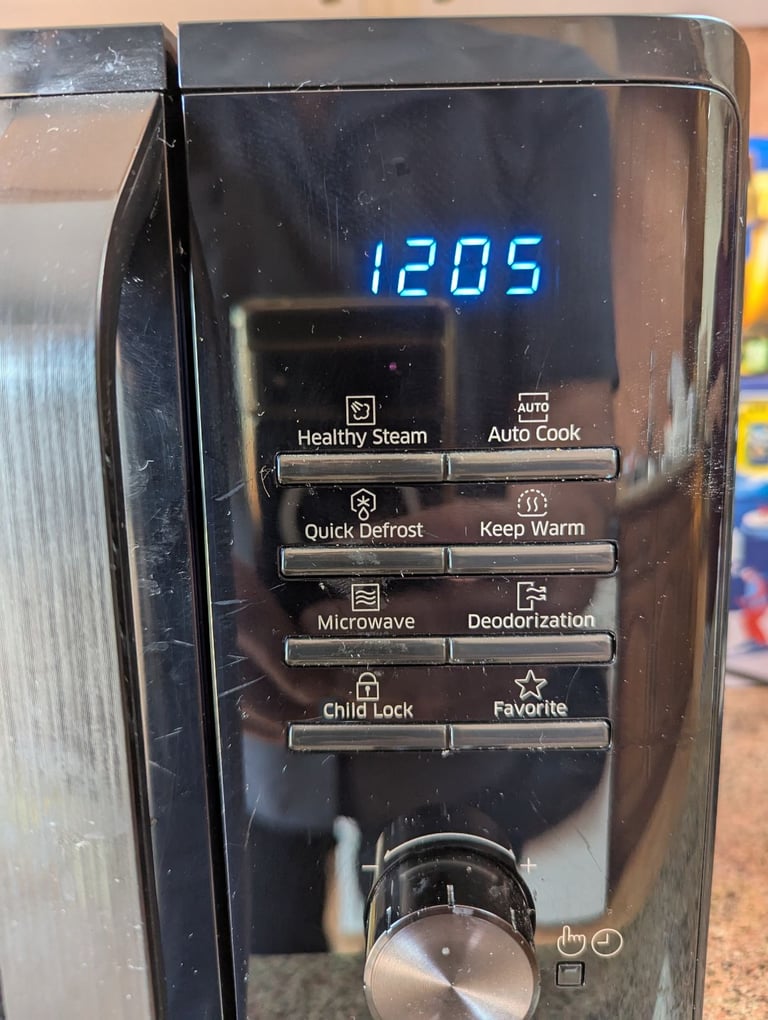 1205
AUTO
Healthy Steam Auto Cook
Quick Defrost Keep Warm
Microwave Deodorization
Child Lock Favorite
- +